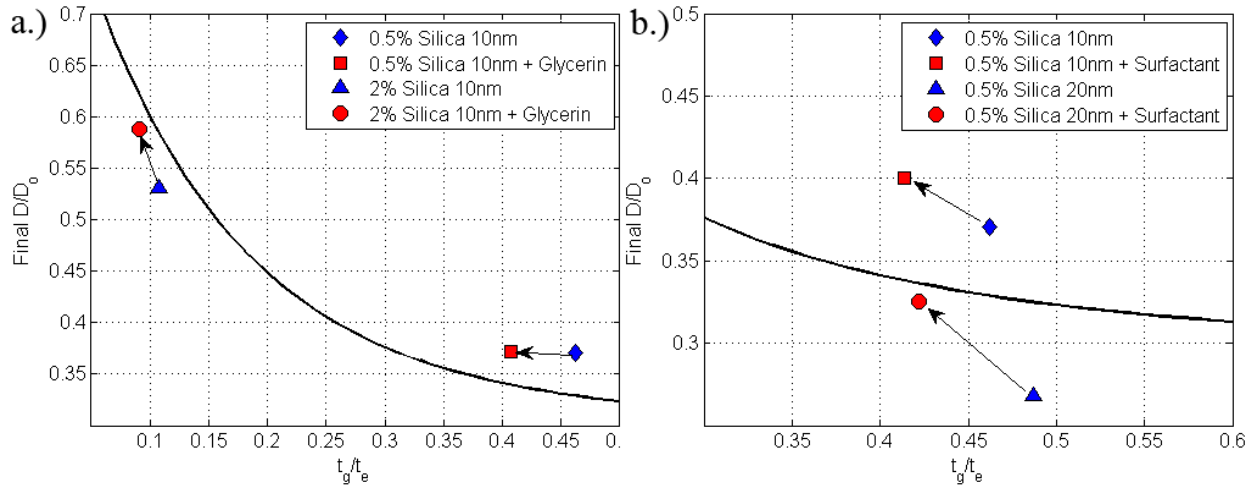 a.)
0.7
0.65
0.6
0.55
0.5
0.45
0.4
0.35
Final D/Do
0.1 0.15 0.2 0.25 0.3 0.35 0.4 0.45 0.
tg/te
0.5% Silica 10nm
0.5% Silica 10nm + Glycerin
2% Silica 10nm
2% Silica 10nm + Glycerin
b.)
0.5
0.45
0.4
0.35
0.3
Final D/Do
0.35 0.4 0.45 0.5 0.55 0.6
tg/te
0.5% Silica 10nm
0.5% Silica 10nm + Surfactant
0.5% Silica 20nm
0.5% Silica 20nm + Surfactant